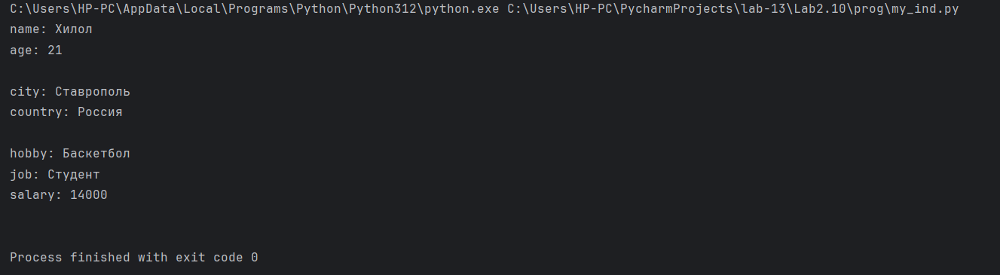 C:\Users\HP-PC\AppData\Local\Programs\Python\Python312\python.exe C:\Users\HP-PC\PycharmProjects\lab-13\Lab2.10\prog\my_ind.py
name: Хилол
age: 21
city: Ставрополь
country: Россия
hobby: Баскетбол
job: Студент
salary: 14000
Process finished with exit code 0